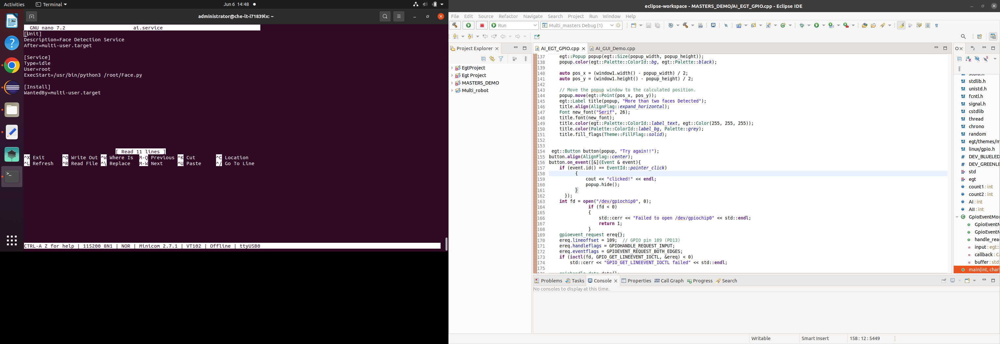 Activities
Terminal
Jun 6 14:48
administrator@che-lt-i71839lx: ~
GNU nano 7.2 ai.service
[Unit]
Description=Face Detection Service
After=multi-user.target
[Service]
Type=idle
User=root
ExecStart=/usr/bin/python3 /root/Face.py
[Install]
WantedBy=multi-user.target
[ Read 11 lines ]
^X Exit ^O Write Out ^W Where Is M-Q Previous ^K Cut ^C Location
^L Refresh ^R Read File ^\ Replace M-W Next ^U Paste ^/ Go To Line
CTRL-A Z for help | 115200 8N1 | NOR | Minicom 2.7.1 | VT102 | Offline | ttyUSB0
eclipse-workspace - MASTERS_DEMO/AI_EGT_GPIO.cpp - Eclipse IDE
File Edit Source Refactor Navigate Search Project Run Window Help
Run
Multi_masters Debug (1)
Project Explorer
EgtProject
Egt Project
MASTERS_DEMO
Multi_robot
AI_EGT_GPIO.cpp
AI_GUI_Demo.cpp
137 egt::Popup popup(egt::Size(popup_width, popup_height));
138 popup.color(egt::Palette::ColorId::bg, egt::Palette::black);
139
140 auto pos_x = (window1.width() - popup_width) / 2;
141 auto pos_y = (window1.height() - popup_height) / 2;
142
143 // Move the popup window to the calculated position.
144 popup.move(egt::Point(pos_x, pos_y));
145 egt::Label title(popup, "More than two faces Detected");
146 title.align(AlignFlag::expand_horizontal);
147 Font new_font("Serif", 26);
148 title.font(new_font);
149 title.color(egt::Palette::ColorId::label_text, egt::Color(255, 255, 255));
150 title.color(Palette::ColorId::label_bg, Palette::grey);
151 title.fill_flags(Theme::FillFlag::solid);
152
153
154 egt::Button button(popup, "Try again!!");
155 button.align(AlignFlag::center);
156 button.on_event([&](Event & event){
157 if (event.id() == EventId::pointer_click)
158 {
159 cout << "clicked!" << endl;
160 popup.hide();
161 }
162 });
163 int fd = open("/dev/gpiochip0", 0);
164 if (fd < 0)
165 {
166 std::cerr << "Failed to open /dev/gpiochip0" << std::endl;
167 return 1;
168 }
169 gpioevent_request ereq{};
170 ereq.lineoffset = 109; // GPIO pin 109 (PD13)
171 ereq.handleflags = GPIOHANDLE_REQUEST_INPUT;
172 ereq.eventflags = GPIOEVENT_REQUEST_BOTH_EDGES;
173 if (ioctl(fd, GPIO_GET_LINEEVENT_IOCTL, &ereq) < 0)
174 std::cerr << "GPIO_GET_LINEEVENT_IOCTL failed" << std::endl;
175
stdlib.h
unistd.h
fcntl.h
signal.h
cstdlib
thread
chrono
random
egt/themes/m
linux/gpio.h
DEV_BLUELED
DEV_GREENLE
std
egt
count1 : int
count2 : int
AI : int
AII : int
GpioEventMo
GpioEventM
GpioEventM
handle_rea
input : egt::
callback : C
buffer : std
main(int, char
Problems Tasks Console Properties Call Graph Progress Search
No consoles to display at this time.
Writable
Smart Insert
158 : 12 : 5449